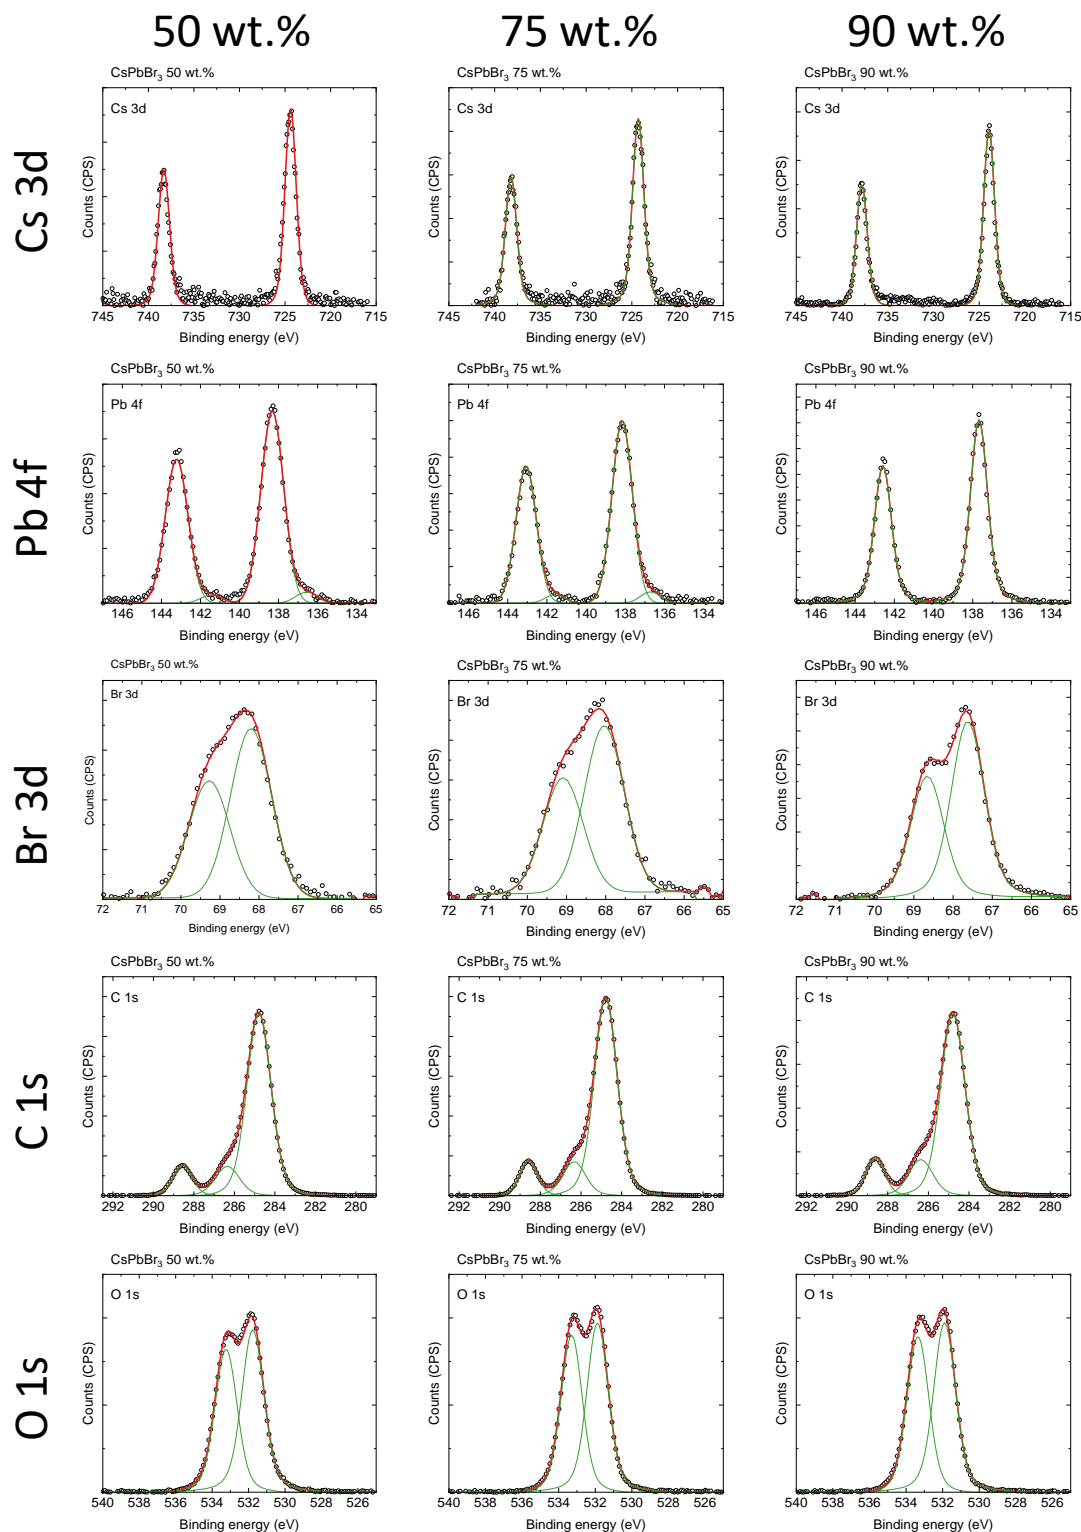 50 wt.% 75 wt.% 90 wt.%
Cs 3d
CsPbBr₃ 50 wt.%
Cs 3d
Counts (CPS)
745 740 735 730 725 720 715
Binding energy (eV)
CsPbBr₃ 75 wt.%
Cs 3d
Counts (CPS)
745 740 735 730 725 720 715
Binding energy (eV)
CsPbBr₃ 90 wt.%
Cs 3d
Counts (CPS)
745 740 735 730 725 720 715
Binding energy (eV)
Pb 4f
CsPbBr₃ 50 wt.%
Pb 4f
Counts (CPS)
146 144 142 140 138 136 134
Binding energy (eV)
CsPbBr₃ 75 wt.%
Pb 4f
Counts (CPS)
146 144 142 140 138 136 134
Binding energy (eV)
CsPbBr₃ 90 wt.%
Pb 4f
Counts (CPS)
146 144 142 140 138 136 134
Binding energy (eV)
Br 3d
CsPbBr₃ 50 wt.%
Br 3d
Counts (CPS)
72 71 70 69 68 67 66 65
Binding energy (eV)
CsPbBr₃ 75 wt.%
Br 3d
Counts (CPS)
72 71 70 69 68 67 66 65
Binding energy (eV)
CsPbBr₃ 90 wt.%
Br 3d
Counts (CPS)
72 71 70 69 68 67 66 65
Binding energy (eV)
C 1s
CsPbBr₃ 50 wt.%
C 1s
Counts (CPS)
292 290 288 286 284 282 280
Binding energy (eV)
CsPbBr₃ 75 wt.%
C 1s
Counts (CPS)
292 290 288 286 284 282 280
Binding energy (eV)
CsPbBr₃ 90 wt.%
C 1s
Counts (CPS)
292 290 288 286 284 282 280
Binding energy (eV)
O 1s
CsPbBr₃ 50 wt.%
O 1s
Counts (CPS)
540 538 536 534 532 530 528 526
Binding energy (eV)
CsPbBr₃ 75 wt.%
O 1s
Counts (CPS)
540 538 536 534 532 530 528 526
Binding energy (eV)
CsPbBr₃ 90 wt.%
O 1s
Counts (CPS)
540 538 536 534 532 530 528 526
Binding energy (eV)